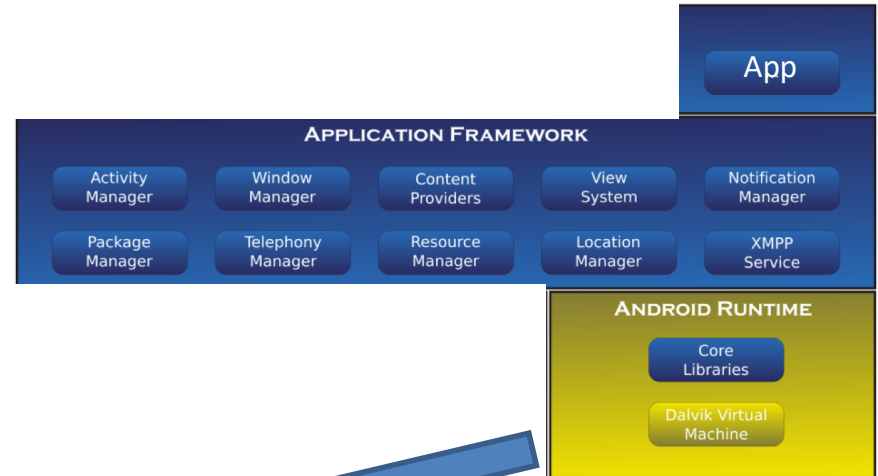 App
APPLICATION FRAMEWORK
Activity
Manager
Window
Manager
Content
Providers
View
System
Notification
Manager
Package
Manager
Telephony
Manager
Resource
Manager
Location
Manager
XMPP
Service
ANDROID RUNTIME
Core
Libraries
Dalvik Virtual
Machine